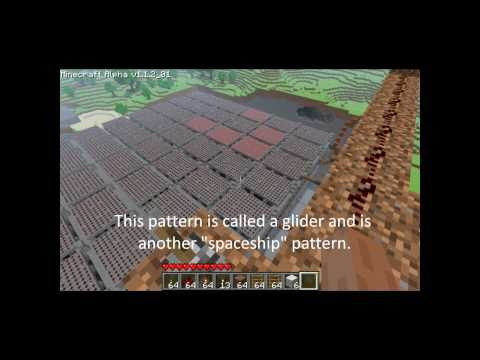 Minecraft Alpha v1.1.2_01
This pattern is called a glider and is
another "spaceship" pattern.
64 64 64 13 64 64 64 6